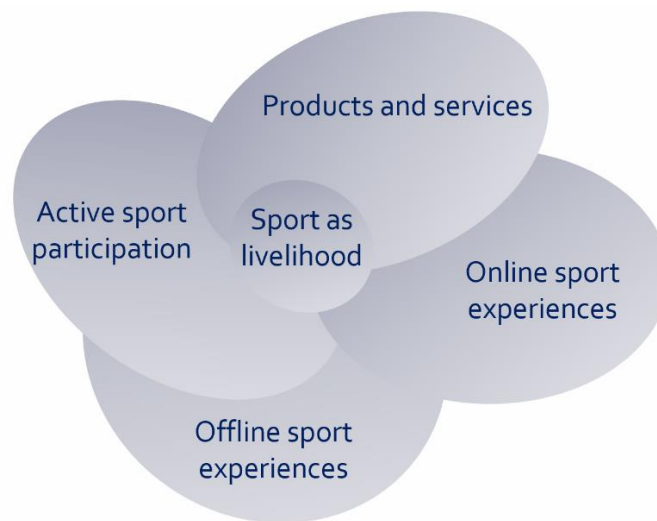 Products and services
Active sport
participation
Sport as
livelihood
Online sport
experiences
Offline sport
experiences